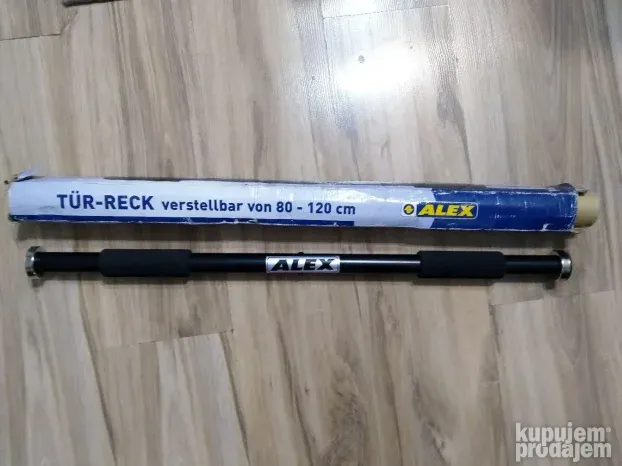 TÜR-RECK verstellbar von 80 - 120 cm ALEX
ALEX
kupujem
prodajem